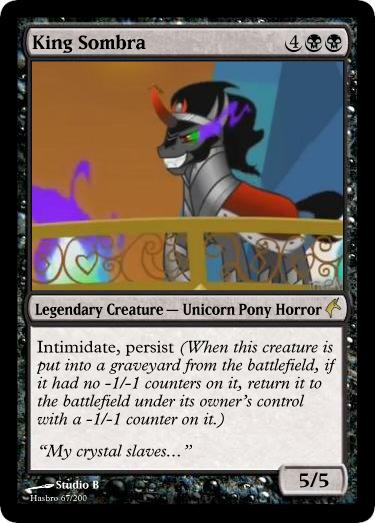 King Sombra 4
Legendary Creature — Unicorn Pony Horror
Intimidate, persist (When this creature is
put into a graveyard from the battlefield, if
it had no -1/-1 counters on it, return it to
the battlefield under its owner's control
with a -1/-1 counter on it.)
“My crystal slaves…”
Studio B
Hasbro 67/200
5/5